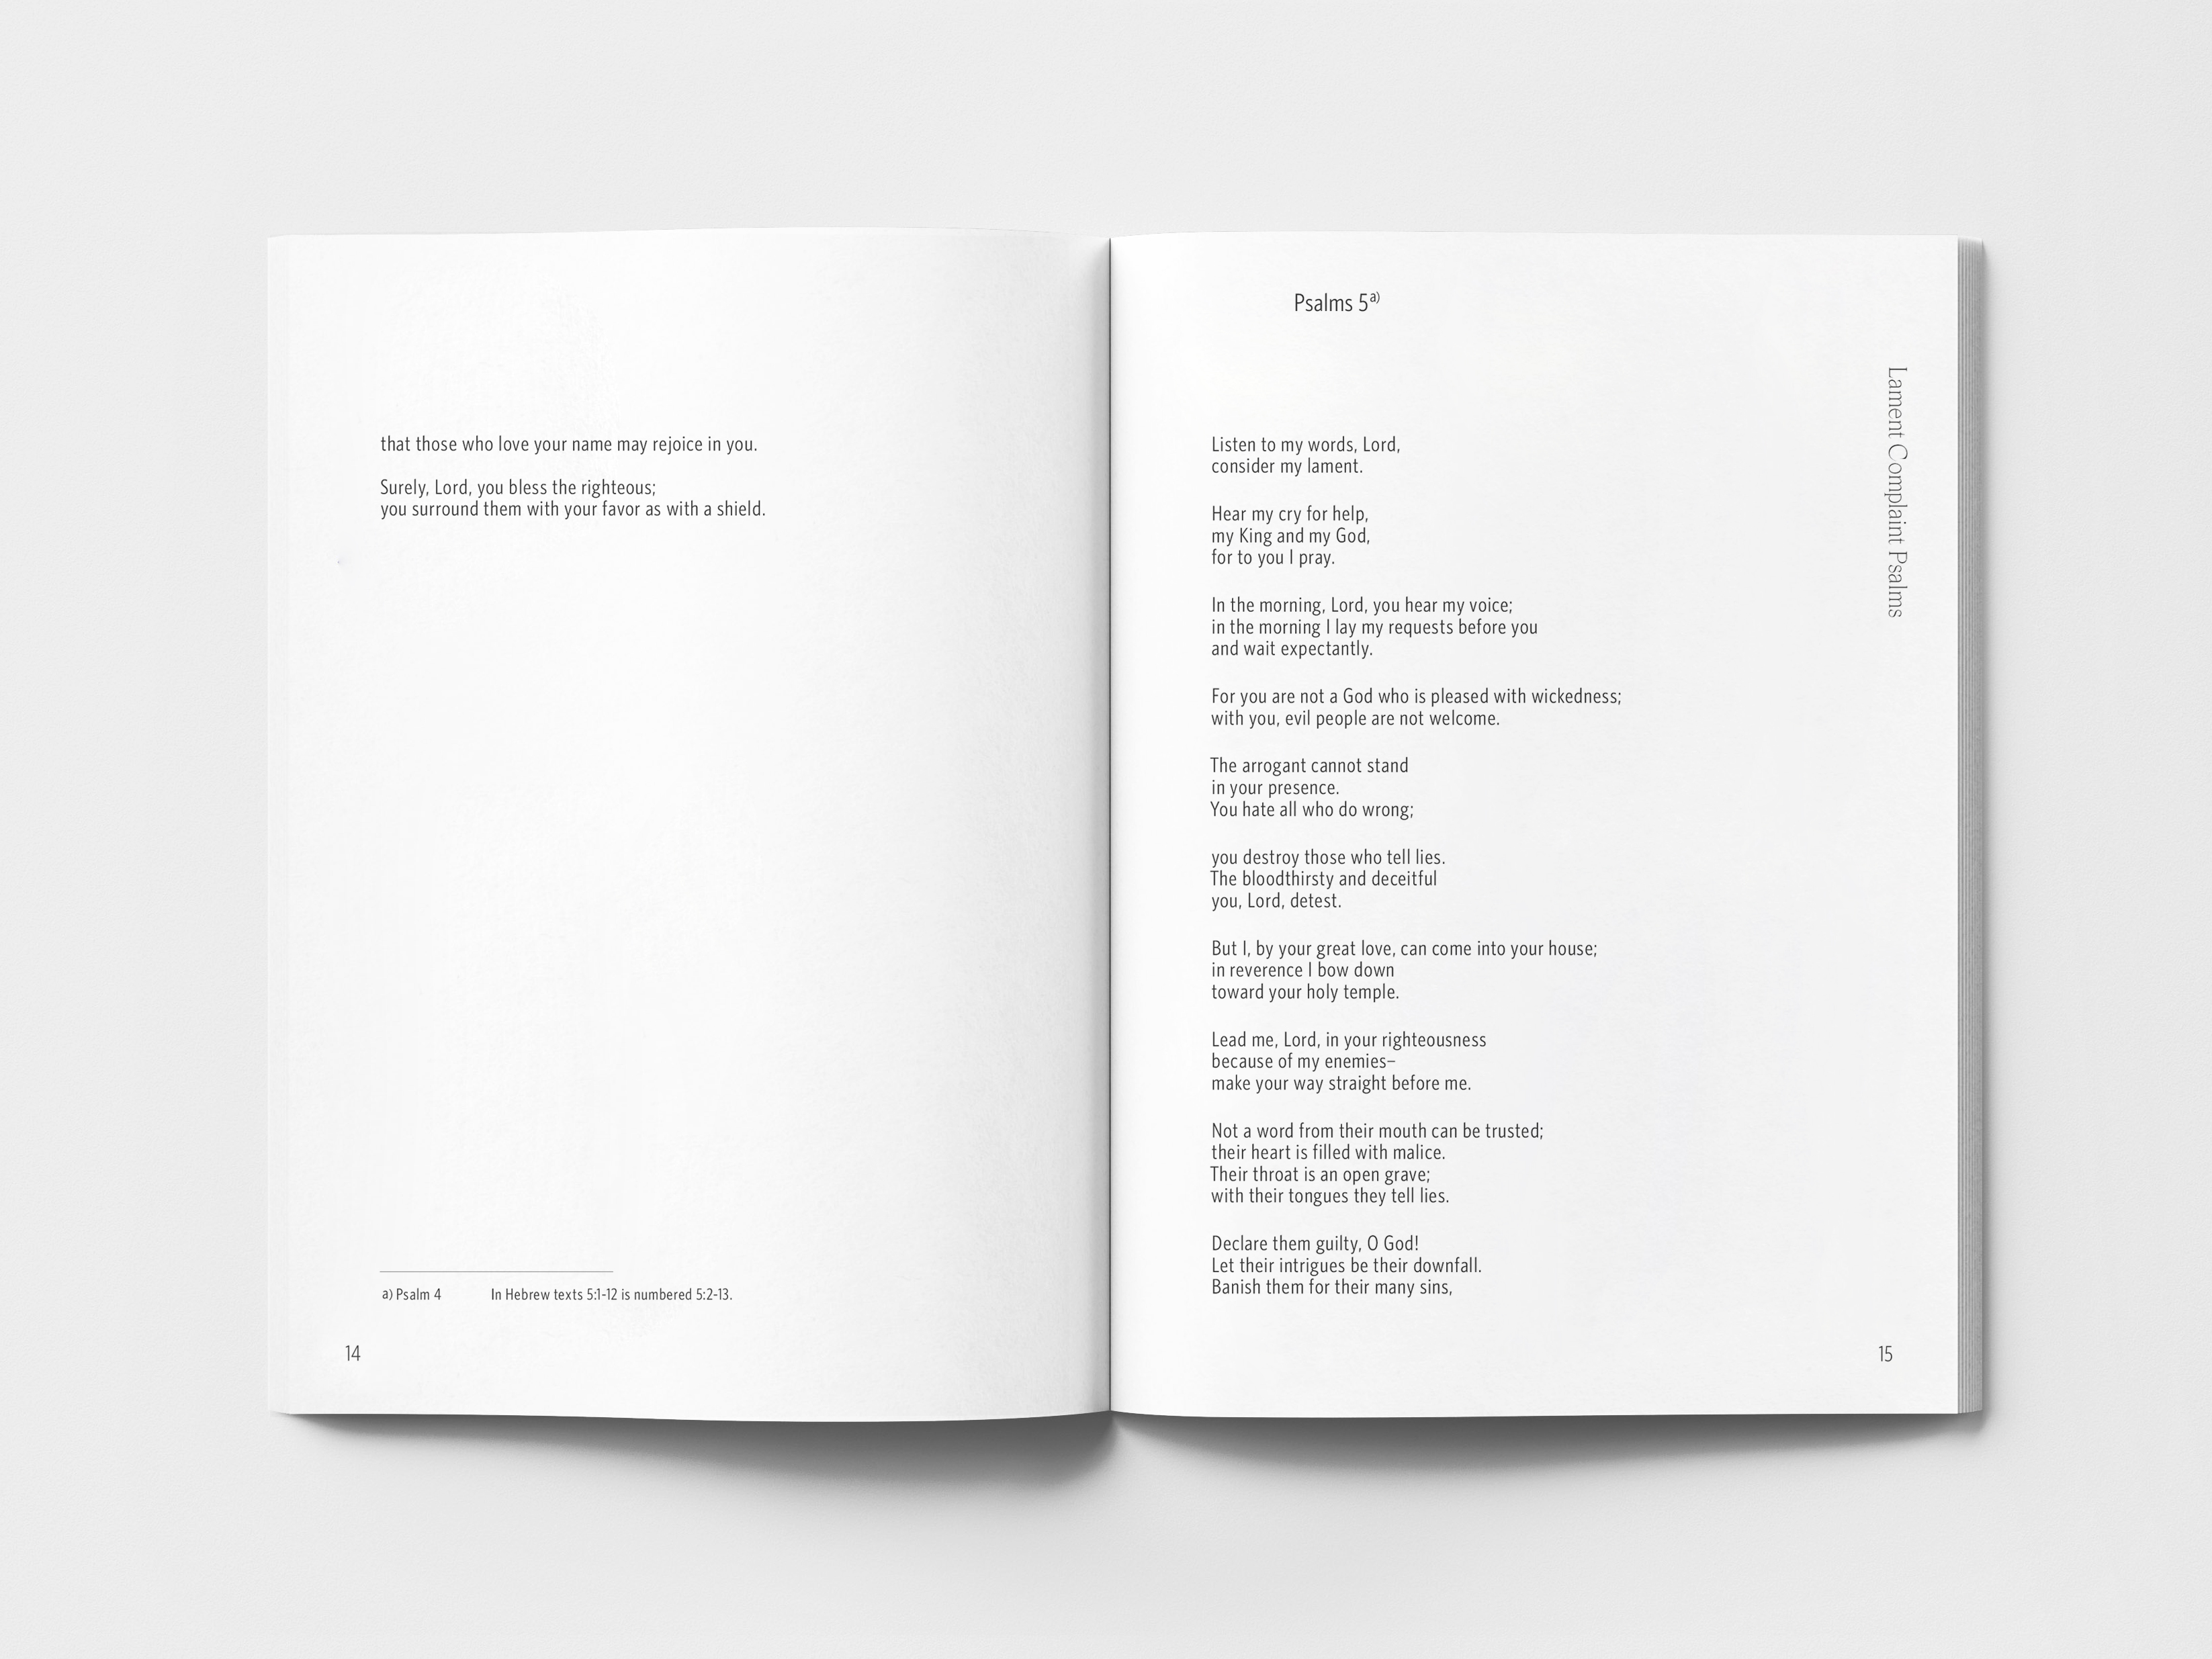 that those who love your name may rejoice in you.
Surely, Lord, you bless the righteous;
you surround them with your favor as with a shield.
a) Psalm 4 In Hebrew texts 5:1-12 is numbered 5:2-13.
14
Psalms 5a)
Listen to my words, Lord,
consider my lament.
Hear my cry for help,
my King and my God,
for to you I pray.
In the morning, Lord, you hear my voice;
in the morning I lay my requests before you
and wait expectantly.
For you are not a God who is pleased with wickedness;
with you, evil people are not welcome.
The arrogant cannot stand
in your presence.
You hate all who do wrong;
you destroy those who tell lies.
The bloodthirsty and deceitful
you, Lord, detest.
But I, by your great love, can come into your house;
in reverence I bow down
toward your holy temple.
Lead me, Lord, in your righteousness
because of my enemies–
make your way straight before me.
Not a word from their mouth can be trusted;
their heart is filled with malice.
Their throat is an open grave;
with their tongues they tell lies.
Declare them guilty, O God!
Let their intrigues be their downfall.
Banish them for their many sins,
Lament Complaint Psalms
15